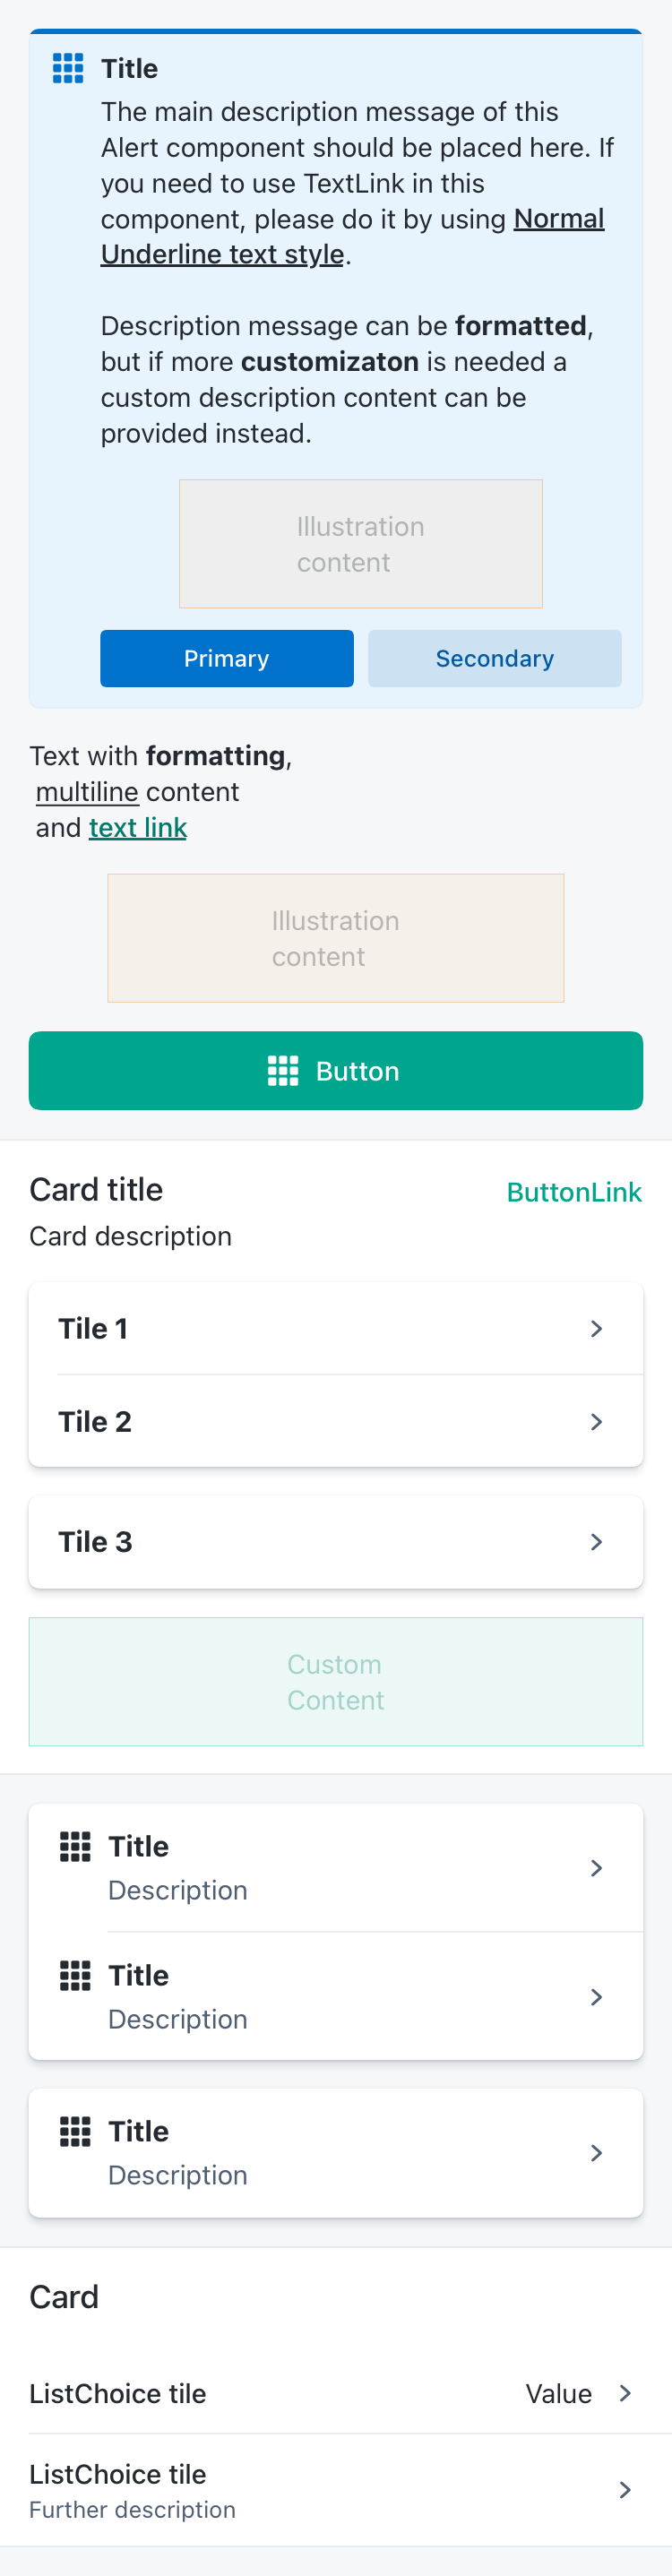 Title
The main description message of this
Alert component should be placed here. If
you need to use TextLink in this
component, please do it by using Normal
Underline text style.
Description message can be formatted,
but if more customizaton is needed a
custom description content can be
provided instead.
Illustration
content
Primary
Secondary
Text with formatting,
multiline content
and text link
Illustration
content
Button
Card title
ButtonLink
Card description
Tile 1
Tile 2
Tile 3
Custom
Content
Title
Description
Title
Description
Title
Description
Card
ListChoice tile
Value
ListChoice tile
Further description